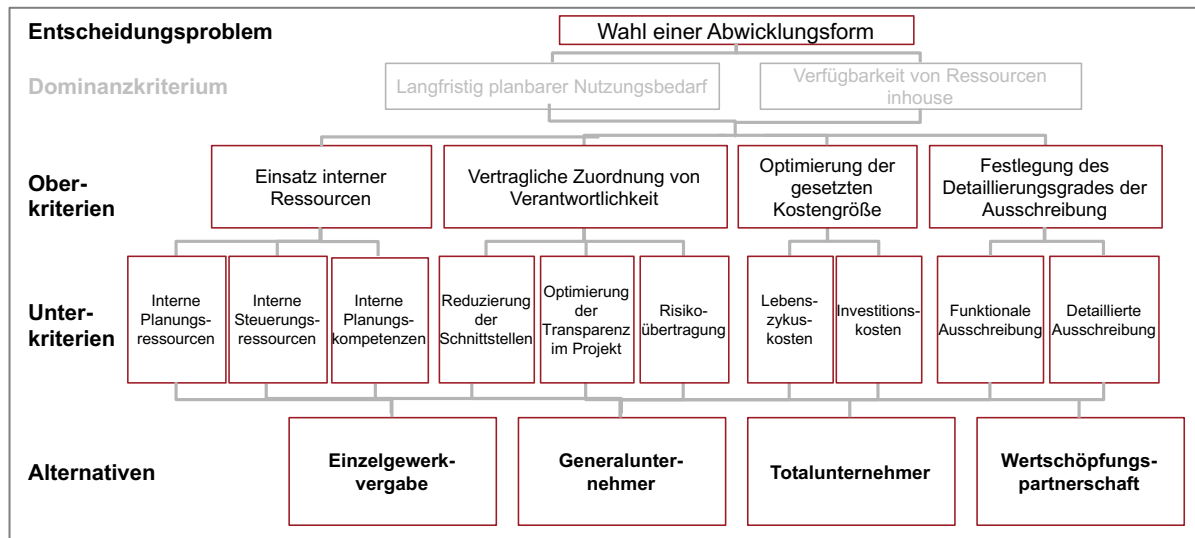 Entscheidungsproblem
Wahl einer Abwicklungsform
Dominanzkriterium
Langfristig planbarer Nutzungsbedarf
Verfügbarkeit von Ressourcen
inhouse
Ober-
kriterien
Einsatz interner
Ressourcen
Vertragliche Zuordnung von
Verantwortlichkeit
Optimierung der
gesetzten
Kostengröße
Festlegung des
Detaillierungsgrades der
Ausschreibung
Unter-
kriterien
Interne
Planungs-
ressourcen
Interne
Steuerungs-
ressourcen
Interne
Planungs-
kompetenzen
Reduzierung
der
Schnittstellen
Optimierung
der
Transparenz
im Projekt
Risiko-
übertragung
Lebens-
zykus-
kosten
Investitions-
kosten
Funktionale
Ausschreibung
Detaillierte
Ausschreibung
Alternativen
Einzelgewerk-
vergabe
Generalunter-
nehmer
Totalunternehmer
Wertschöpfungs-
partnerschaft